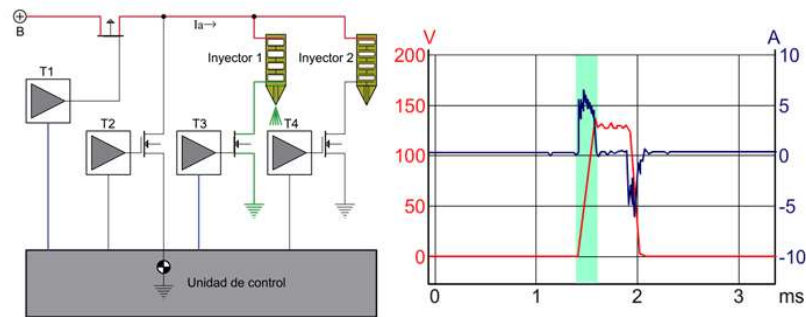 B
Ia→
Inyector 1
Inyector 2
T1
T2
T3
T4
Unidad de control
V
A
200
10
150
5
100
0
50
-5
0
-10
0
1
2
3
ms